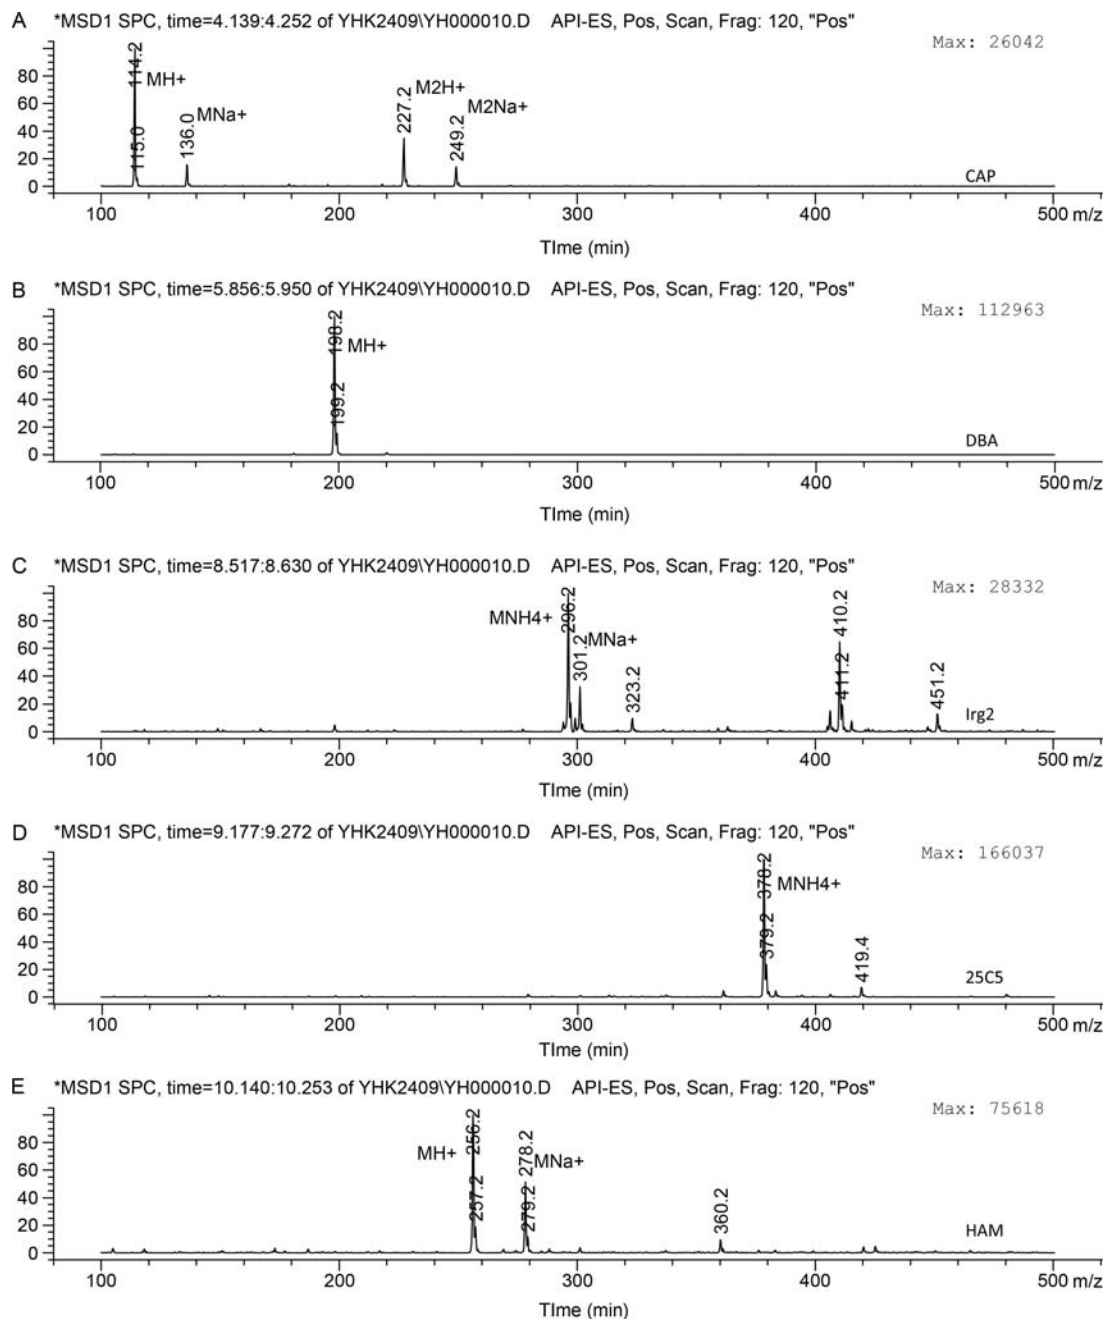 A *MSD1 SPC, time=4.139:4.252 of YHK2409\YH000010.D API-ES, Pos, Scan, Frag: 120, "Pos"
Max: 26042
80
60
40
20
0
114.2
115.0
MH+
136.0
MNa+
227.2
M2H+
249.2
M2Na+
CAP
100 200 300 400 500 m/z
TIme (min)
B *MSD1 SPC, time=5.856:5.950 of YHK2409\YH000010.D API-ES, Pos, Scan, Frag: 120, "Pos"
Max: 112963
80
60
40
20
0
198.2
199.2
MH+
DBA
100 200 300 400 500 m/z
TIme (min)
C *MSD1 SPC, time=8.517:8.630 of YHK2409\YH000010.D API-ES, Pos, Scan, Frag: 120, "Pos"
Max: 28332
80
60
40
20
0
MNH4+
296.2
301.2
MNa+
323.2
410.2
411.2
451.2
Irg2
100 200 300 400 500 m/z
TIme (min)
D *MSD1 SPC, time=9.177:9.272 of YHK2409\YH000010.D API-ES, Pos, Scan, Frag: 120, "Pos"
Max: 166037
80
60
40
20
0
378.2
379.2
MNH4+
419.4
25C5
100 200 300 400 500 m/z
TIme (min)
E *MSD1 SPC, time=10.140:10.253 of YHK2409\YH000010.D API-ES, Pos, Scan, Frag: 120, "Pos"
Max: 75618
80
60
40
20
0
MH+
256.2
257.2
278.2
279.2
MNa+
360.2
HAM
100 200 300 400 500 m/z
TIme (min)